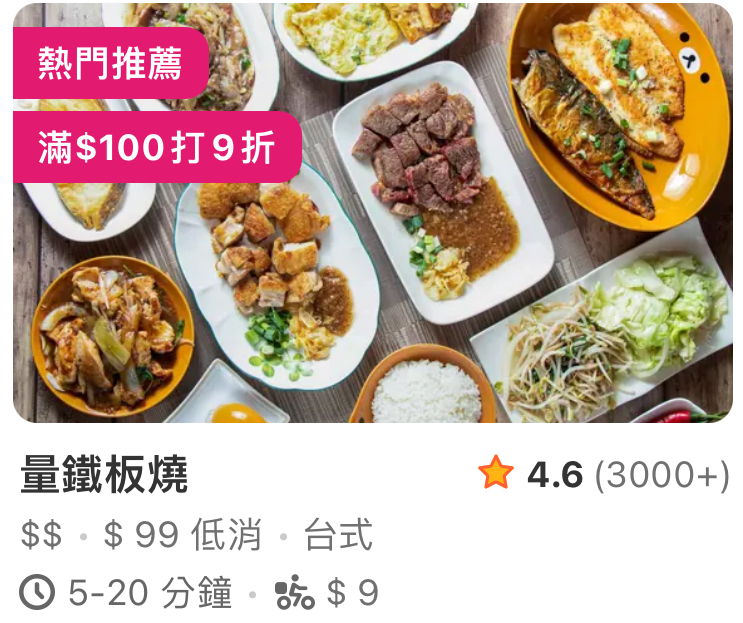 熱門推薦
滿$100打9折
量鐵板燒 4.6 (3000+)
$$ · $ 99 低消 · 台式
5-20 分鐘 · $ 9